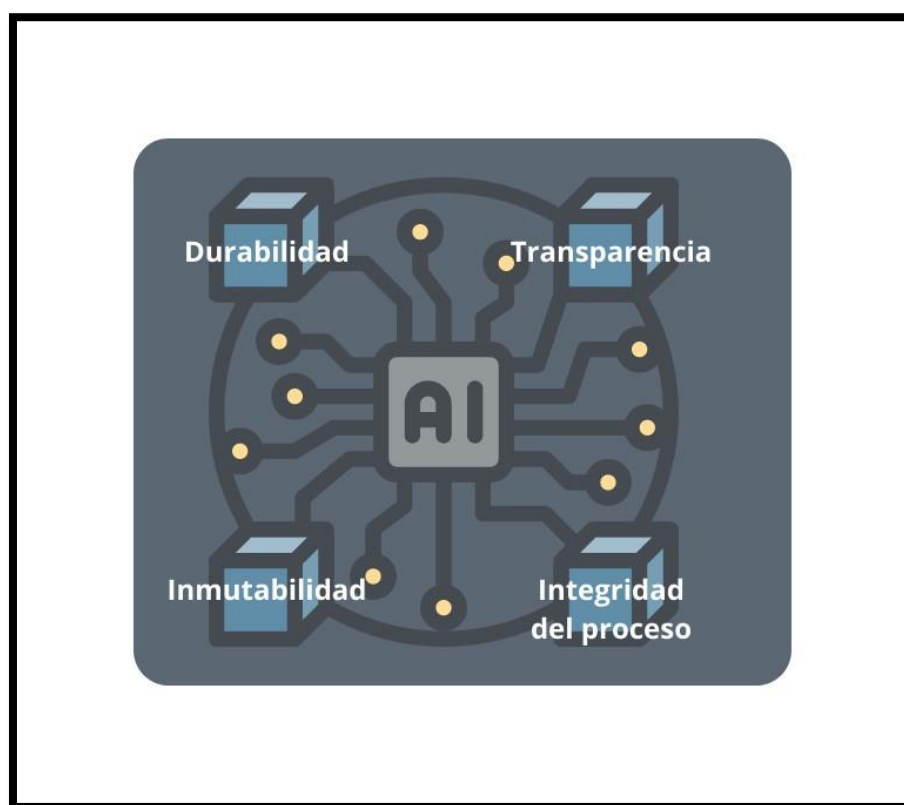 Durabilidad
Transparencia
AI
Inmutabilidad
Integridad
del proceso